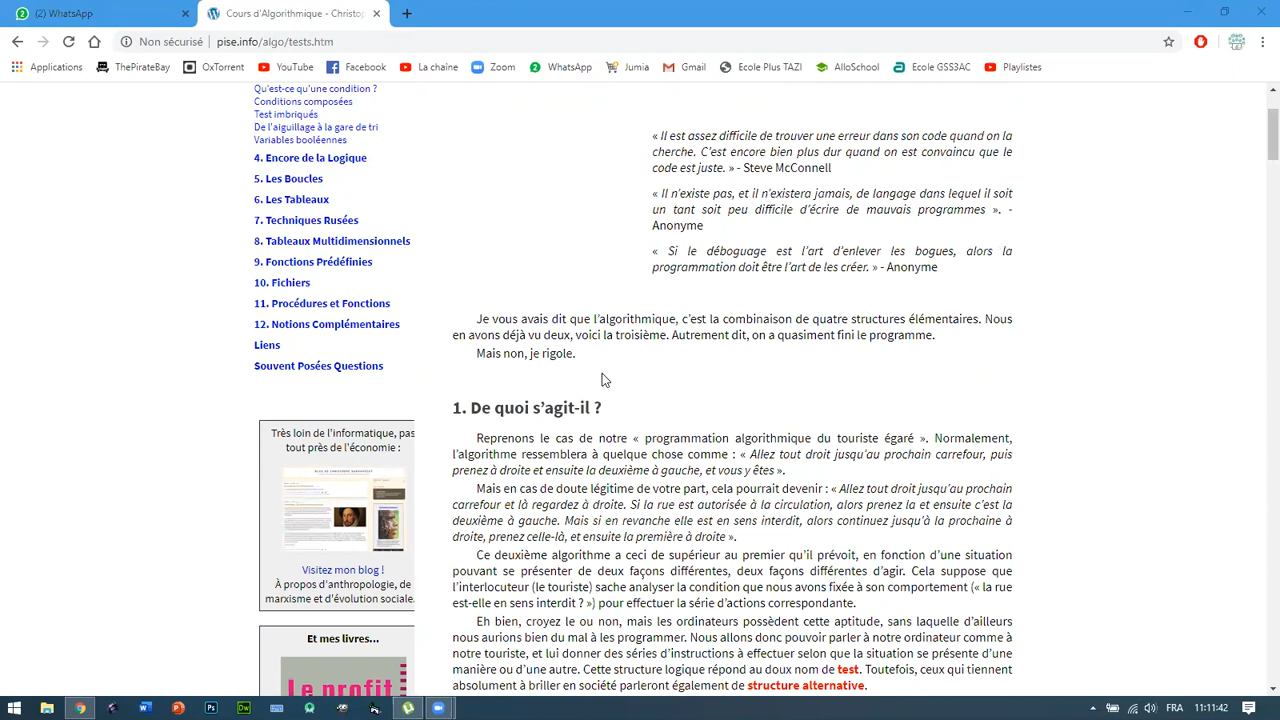 (2) WhatsApp
Cours d'Algorithmique - Christop
Non sécurisé
pise.info/algo/tests.htm
Applications
ThePirateBay
OxTorrent
YouTube
Facebook
La chaîne
Zoom
WhatsApp
Jumia
Gmail
Ecole Plus TAZI
AlloSchool
Ecole GSS3AC
Playlistes
Qu'est-ce qu'une condition ?
Conditions composées
Test imbriqués
De l'aiguillage à la gare de tri
Variables booléennes
4. Encore de la Logique
5. Les Boucles
6. Les Tableaux
7. Techniques Rusées
8. Tableaux Multidimensionnels
9. Fonctions Prédéfinies
10. Fichiers
11. Procédures et Fonctions
12. Notions Complémentaires
Liens
Souvent Posées Questions
Très loin de l'informatique, pas
tout près de l'économie :
Visitez mon blog !
À propos d'anthropologie, de
marxisme et d'évolution sociale.
Et mes livres...
Le profit
« Il est assez difficile de trouver une erreur dans son code quand on la
cherche. C'est encore bien plus dur quand on est convaincu que le
code est juste. » - Steve McConnell
« Il n'existe pas, et il n'existera jamais, de langage dans lequel il soit
un tant soit peu difficile d'écrire de mauvais programmes ». -
Anonyme
« Si le déboguage est l'art d'enlever les bogues, alors la
programmation doit être l'art de les créer. » - Anonyme
Je vous avais dit que l'algorithmique, c'est la combinaison de quatre structures élémentaires. Nous
en avons déjà vu deux, voici la troisième. Autrement dit, on a quasiment fini le programme.
Mais non, je rigole.
1. De quoi s'agit-il ?
Reprenons le cas de notre « programmation algorithmique du touriste égaré ». Normalement,
l'algorithme ressemblera à quelque chose comme : « Allez tout droit jusqu'au prochain carrefour, puis
prenez à droite et ensuite la deuxième à gauche, et vous y êtes ».
Mais en cas de doute légitime de votre part, cela pourrait devenir : « Allez tout droit jusqu'au prochain
carrefour et là regardez à droite. Si la rue est autorisée à la circulation, alors prenez la et ensuite c'est la
deuxième à gauche. Mais si en revanche elle est en sens interdit, alors continuez jusqu'à la prochaine à
droite, prenez celle-là, et ensuite la première à droite ».
Ce deuxième algorithme a ceci de supérieur au premier qu'il prévoit, en fonction d'une situation
pouvant se présenter de deux façons différentes, deux façons différentes d'agir. Cela suppose que
l'interlocuteur (le touriste) sache analyser la condition que nous avons fixée à son comportement (« la rue
est-elle en sens interdit ? ») pour effectuer la série d'actions correspondante.
Eh bien, croyez le ou non, mais les ordinateurs possèdent cette aptitude, sans laquelle d'ailleurs
nous aurions bien du mal à les programmer. Nous allons donc pouvoir parler à notre ordinateur comme à
notre touriste, et lui donner des séries d'instructions à effectuer selon que la situation se présente d'une
manière ou d'une autre. Cette structure logique répond au doux nom de test. Toutefois, ceux qui tiennent
absolument à briller en société parleront également de structure alternative.
FRA
11:11:42